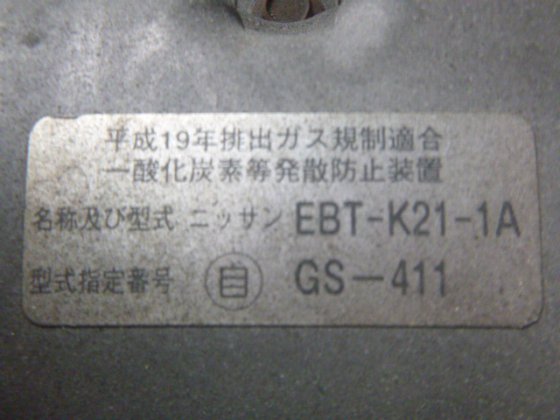 平成19年排出ガス規制適合
一酸化炭素等発散防止装置
名称及び型式 ニッサン EBT-K21-1A
型式指定番号 自 GS-411